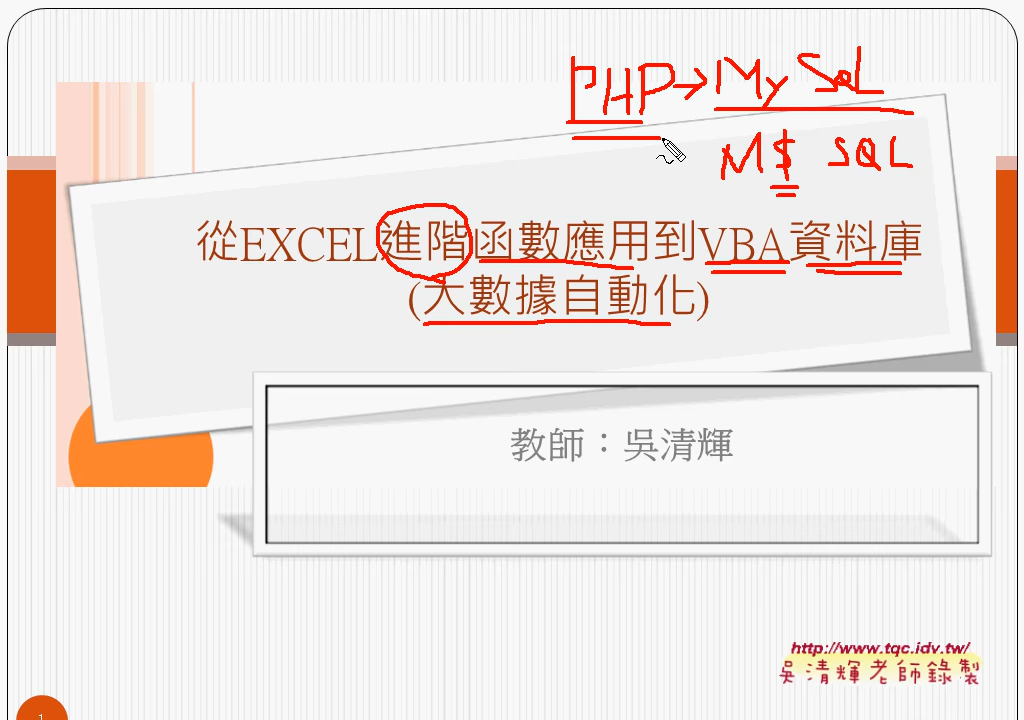 PHP→MySQL
M$ SQL
從EXCEL進階函數應用到VBA資料庫
(大數據自動化)
教師：吳清輝
http://www.tqc.idv.tw/
吳清輝老師錄製
1